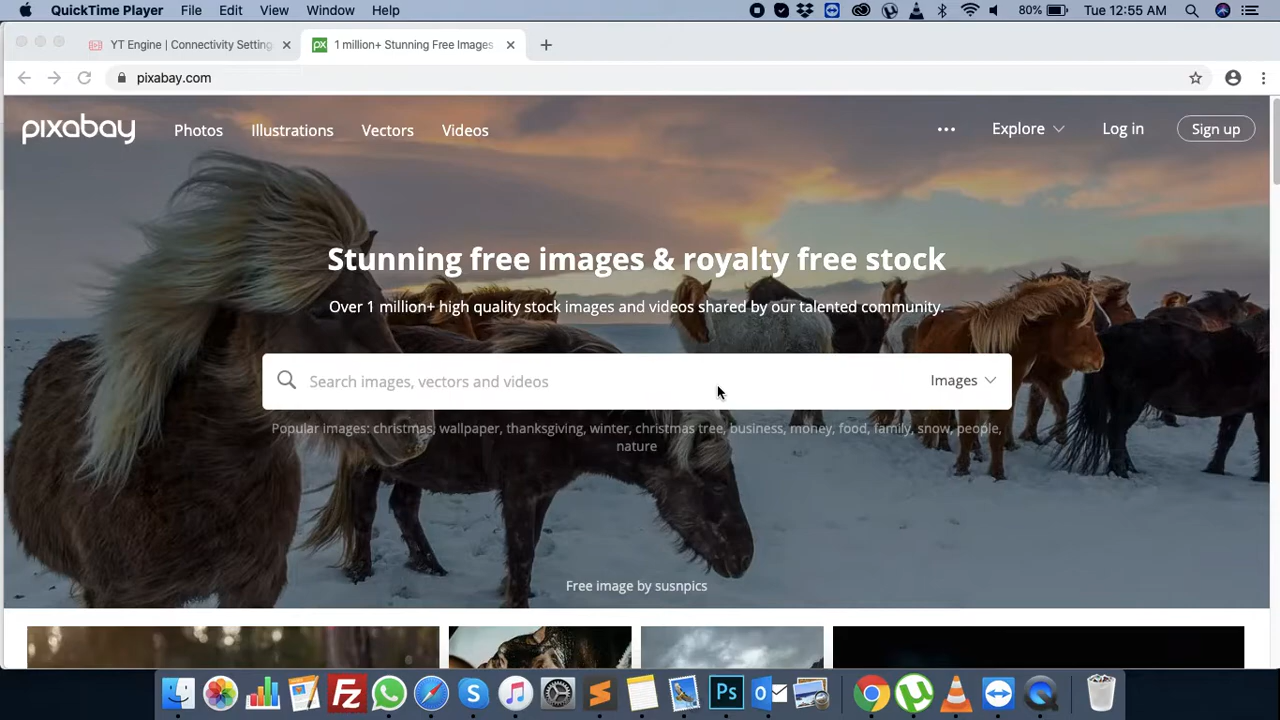 QuickTime Player File Edit View Window Help 80% Tue 12:55 AM
YT Engine | Connectivity Setting 1 million+ Stunning Free Images
pixabay.com
pixabay Photos Illustrations Vectors Videos Explore Log in Sign up
Stunning free images & royalty free stock
Over 1 million+ high quality stock images and videos shared by our talented community.
Search images, vectors and videos Images
Popular images: christmas, wallpaper, thanksgiving, winter, christmas tree, business, money, food, family, snow, people,
nature
Free image by susnpics
Fz Ps